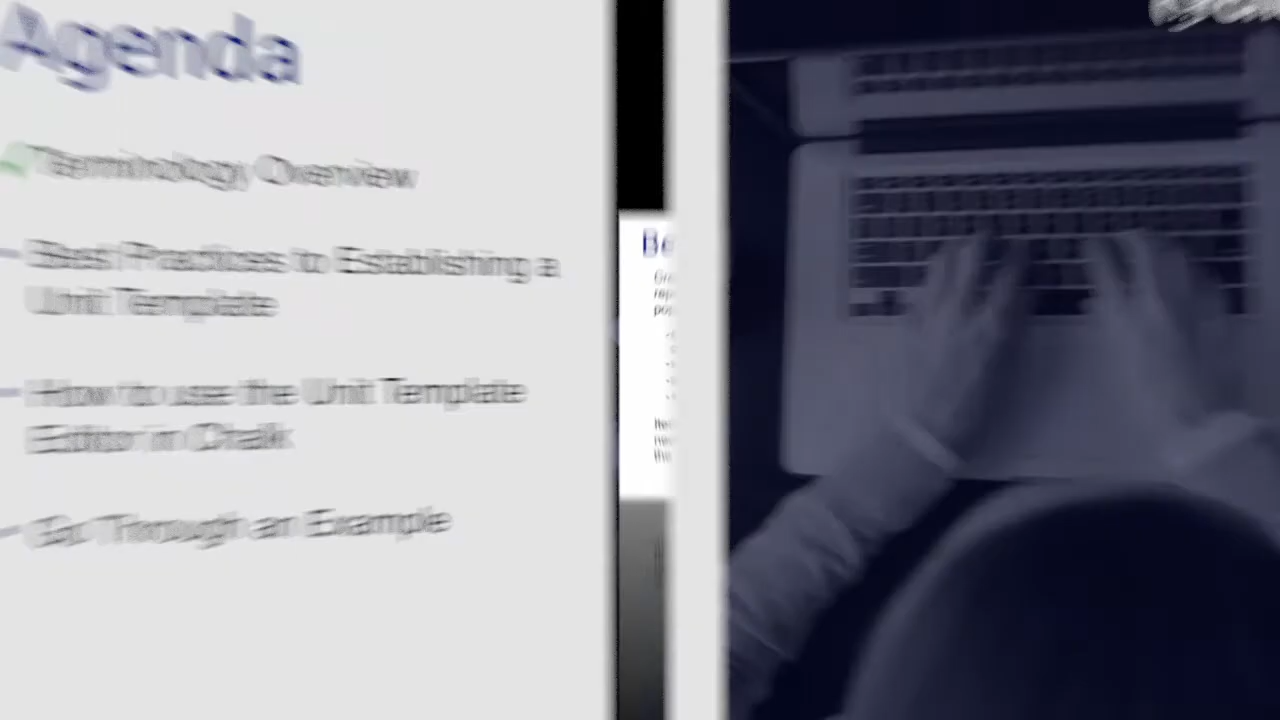 Agenda
Terminology Overview
Best Practices to Establishing a
Unit Template
How to use the Unit Template
Editor in Chalk
Go Through an Example
Be